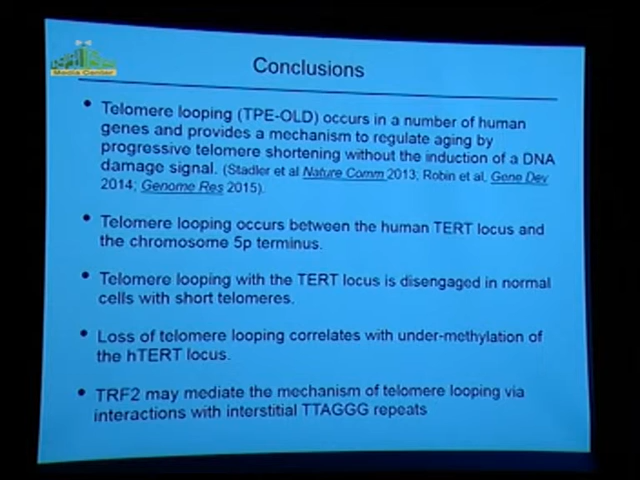 Media Center
Conclusions
• Telomere looping (TPE-OLD) occurs in a number of human
genes and provides a mechanism to regulate aging by
progressive telomere shortening without the induction of a DNA
damage signal. (Stadler et al Nature Comm 2013; Robin et al, Gene Dev
2014; Genome Res 2015).
• Telomere looping occurs between the human TERT locus and
the chromosome 5p terminus.
• Telomere looping with the TERT locus is disengaged in normal
cells with short telomeres.
• Loss of telomere looping correlates with under-methylation of
the hTERT locus.
• TRF2 may mediate the mechanism of telomere looping via
interactions with interstitial TTAGGG repeats